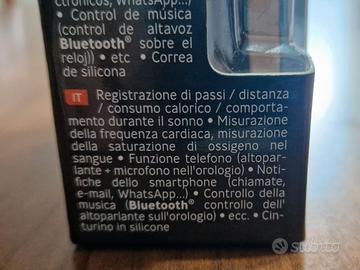 ctrónicos, WhatsApp...)
• Control de música
(control de altavoz
Bluetooth® sobre el
reloj)) • etc • Correa
de silicona
IT Registrazione di passi / distanza
/ consumo calorico / comporta-
mento durante il sonno • Misurazione
della frequenza cardiaca, misurazione
della saturazione di ossigeno nel
sangue • Funzione telefono (altopar-
lante + microfono nell'orologio) • Noti-
fiche dello smartphone (chiamate,
e-mail, WhatsApp...) • Controllo della
musica (Bluetooth® controllo dell'
altoparlante sull'orologio) • ecc. • Cin-
turino in silicone
subito